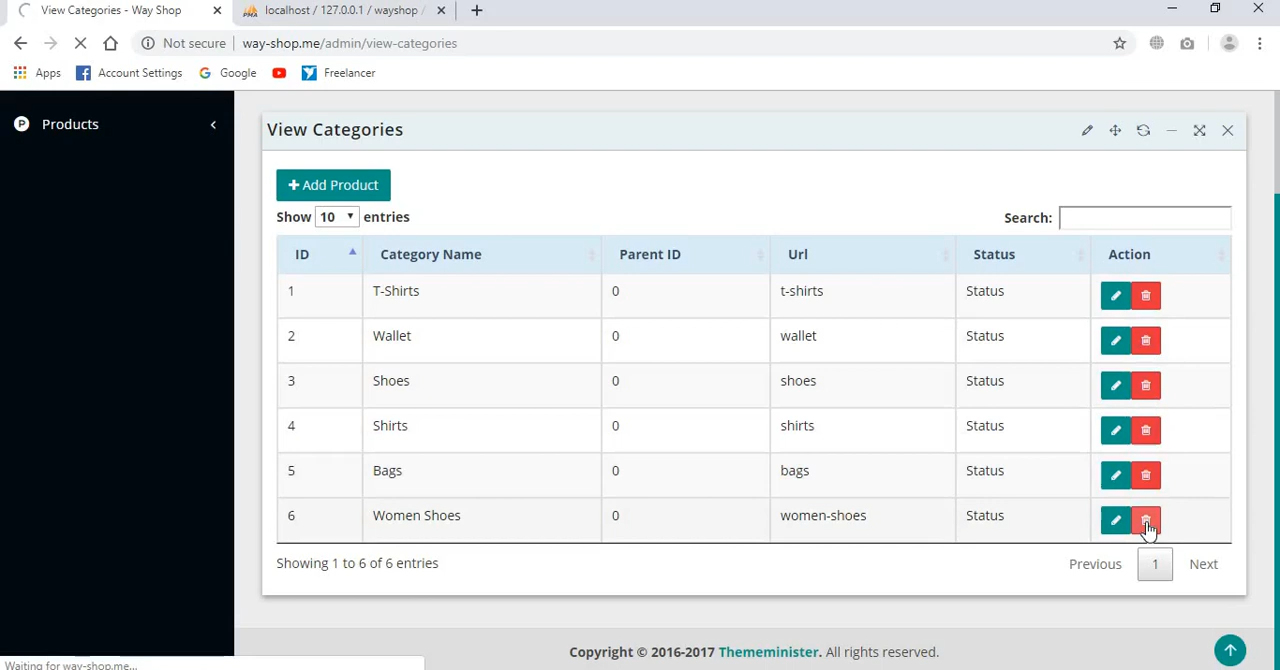 View Categories - Way Shop
localhost / 127.0.0.1 / wayshop /
Not secure
way-shop.me/admin/view-categories
Apps
Account Settings
Google
Freelancer
P Products
View Categories
+ Add Product
Show 10 entries
Search:
ID Category Name Parent ID Url Status Action
1 T-Shirts 0 t-shirts Status
2 Wallet 0 wallet Status
3 Shoes 0 shoes Status
4 Shirts 0 shirts Status
5 Bags 0 bags Status
6 Women Shoes 0 women-shoes Status
Showing 1 to 6 of 6 entries
Previous 1 Next
Copyright © 2016-2017 Thememinister. All rights reserved.
Waiting for way-shop.me...